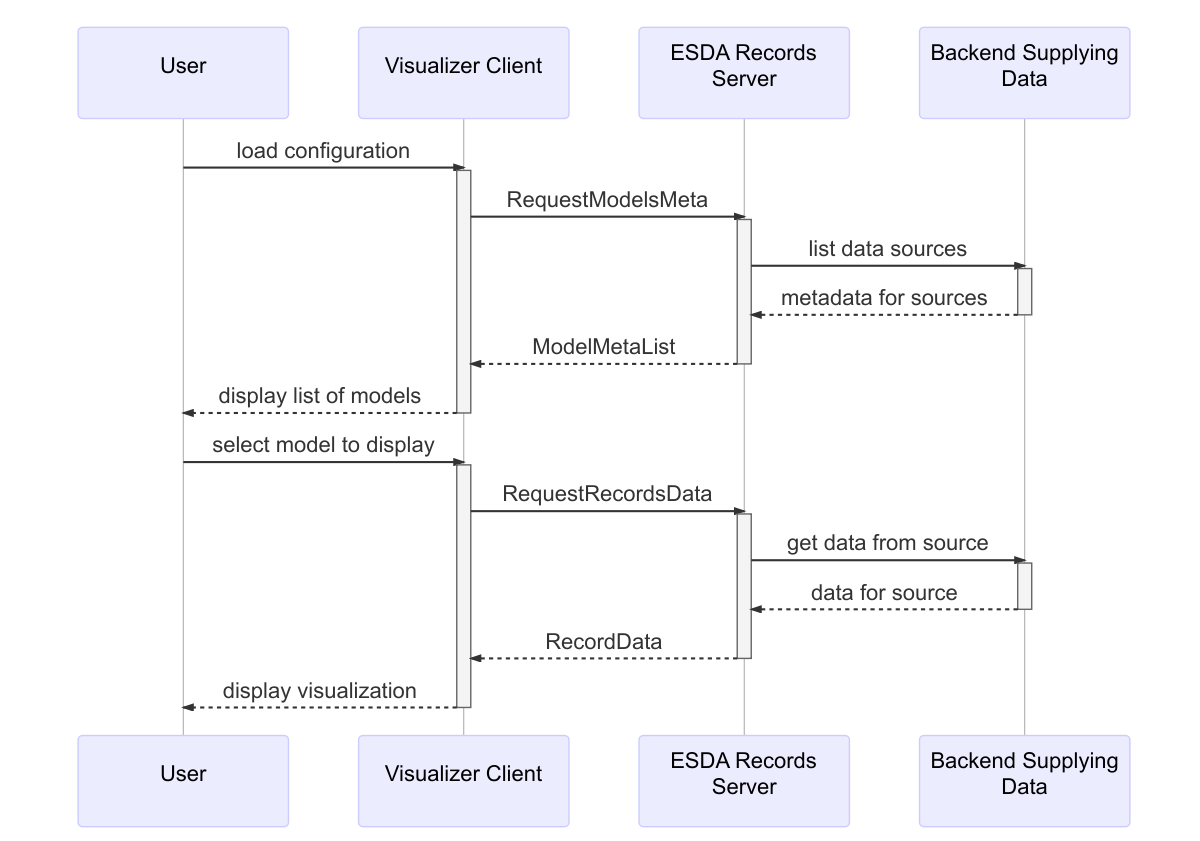 User
Visualizer Client
ESDA Records
Server
Backend Supplying
Data
load configuration
RequestModelsMeta
list data sources
metadata for sources
ModelMetaList
display list of models
select model to display
RequestRecordsData
get data from source
data for source
RecordData
display visualization
User
Visualizer Client
ESDA Records
Server
Backend Supplying
Data